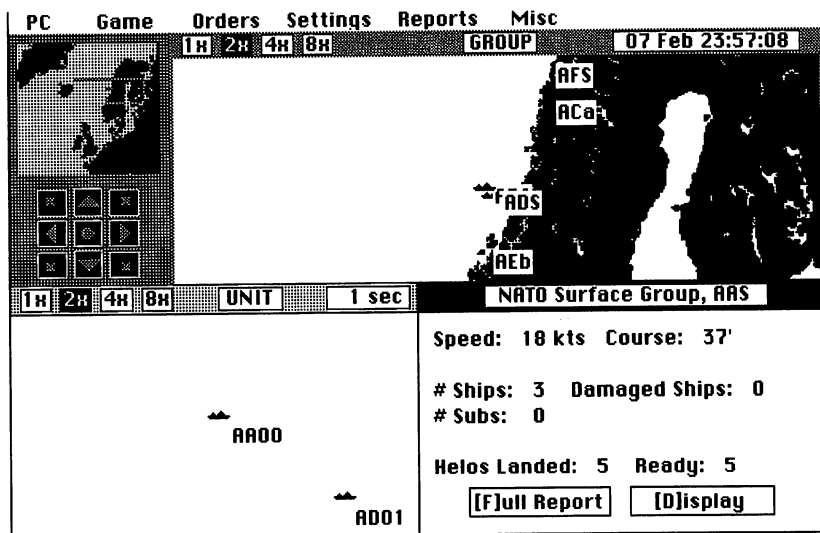 PC Game Orders Settings Reports Misc
1x 2x 4x 8x GROUP 07 Feb 23:57:08
AFS
ACa
FADS
AEb
1x 2x 4x 8x UNIT 1 sec NATO Surface Group, AAS
Speed: 18 kts Course: 37'
# Ships: 3 Damaged Ships: 0
# Subs: 0
AA00
Helos Landed: 5 Ready: 5
[F]ull Report [D]isplay
AD01